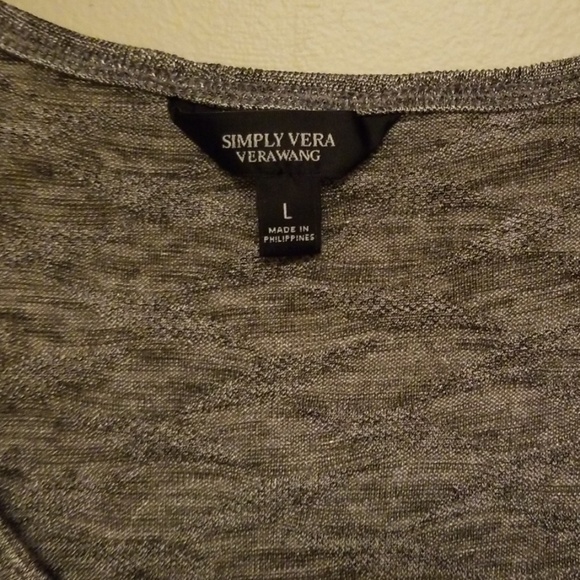 SIMPLY VERA
VERAWANG
L
MADE IN
PHILIPPINES